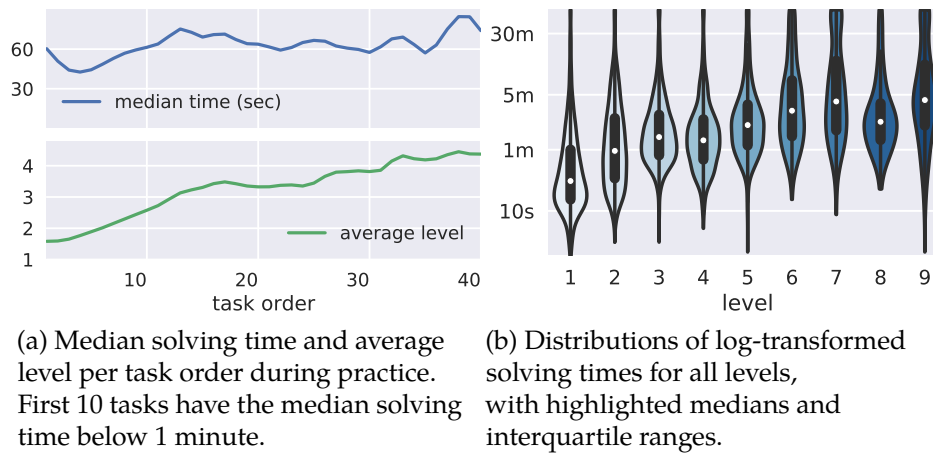 60
30
median time (sec)
4
3
2
1
average level
10 20 30 40
task order
30m
5m
1m
10s
1 2 3 4 5 6 7 8 9
level
(a) Median solving time and average
level per task order during practice.
First 10 tasks have the median solving
time below 1 minute.
(b) Distributions of log-transformed
solving times for all levels,
with highlighted medians and
interquartile ranges.